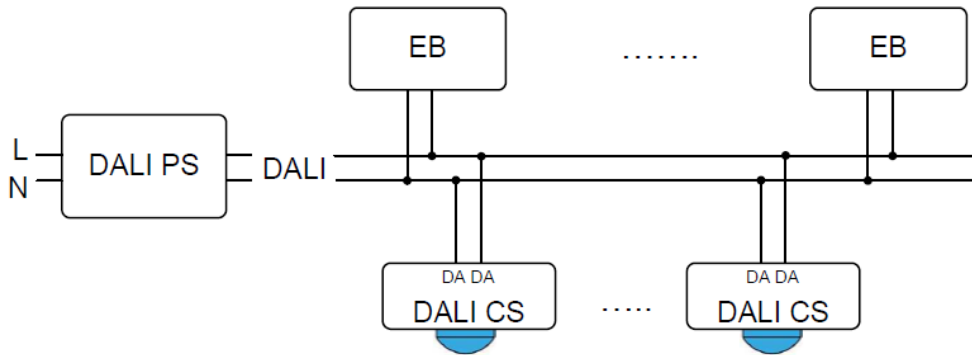 EB
.......
EB
L
N
DALI PS
DALI
DA DA
DALI CS
.....
DA DA
DALI CS